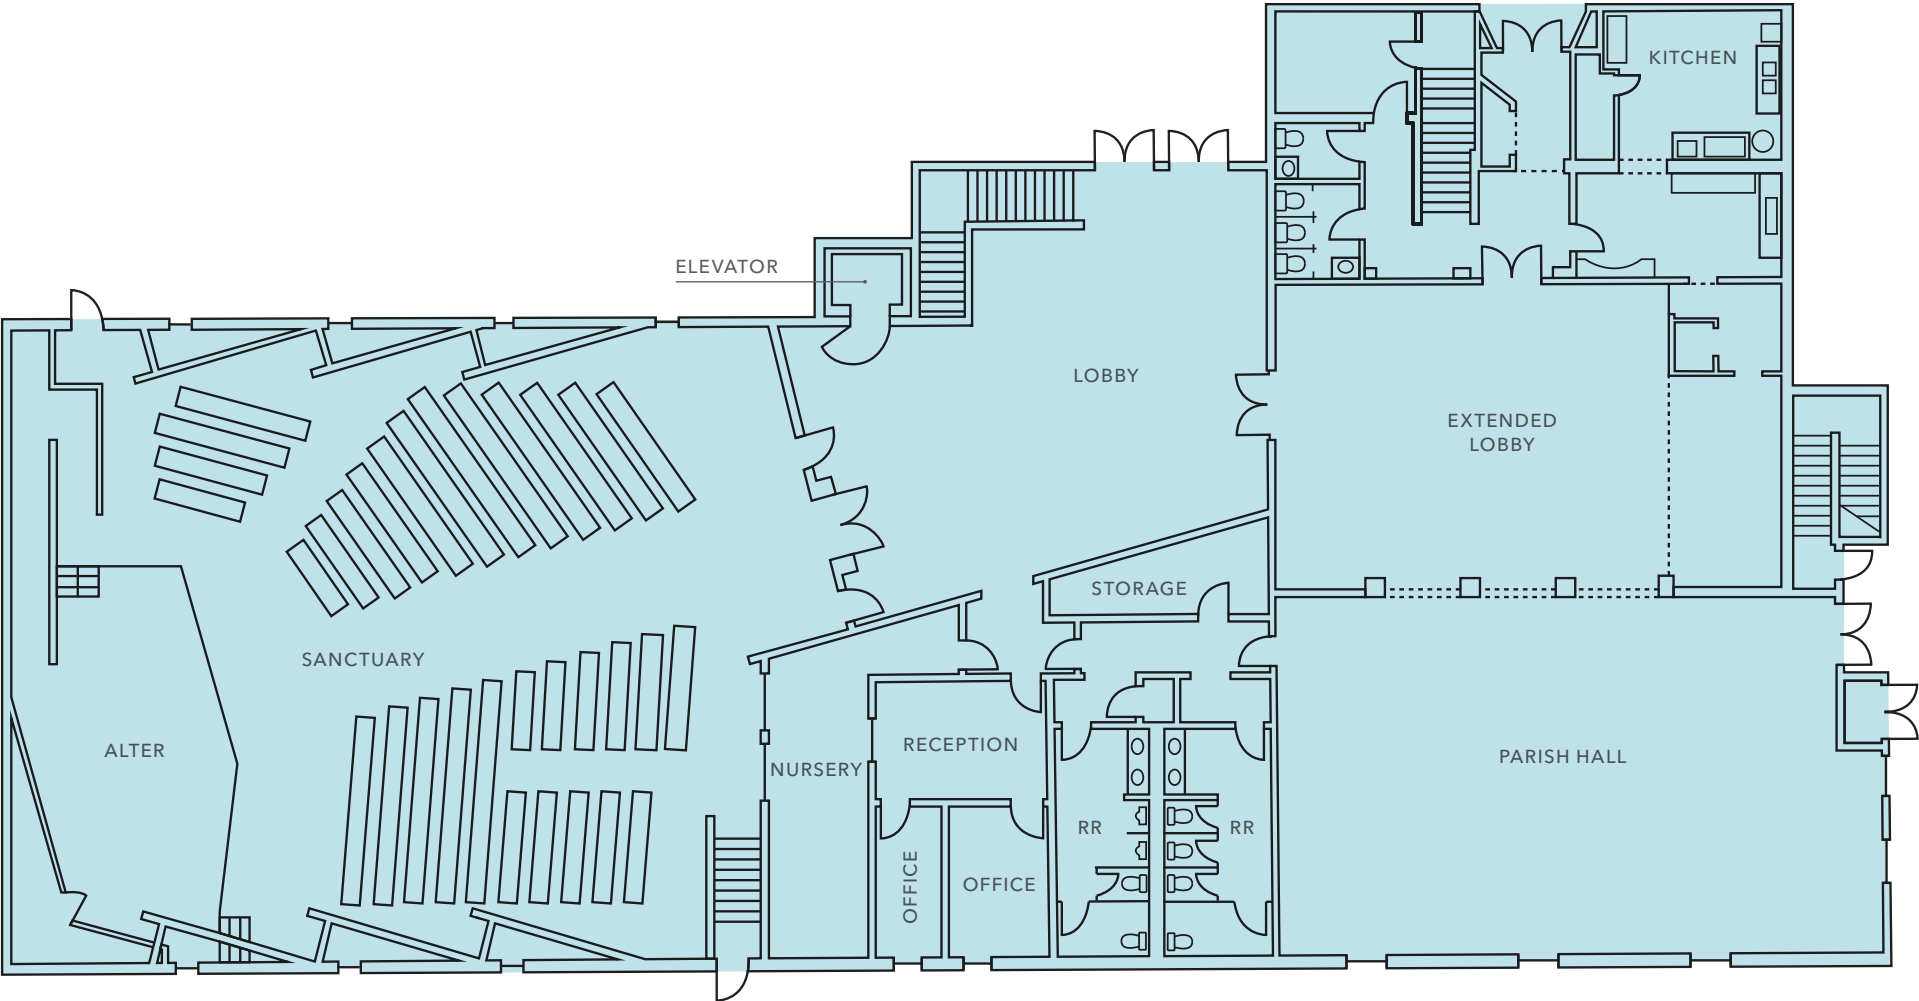 KITCHEN
ELEVATOR
LOBBY
EXTENDED
LOBBY
STORAGE
SANCTUARY
ALTER
NURSERY
RECEPTION
PARISH HALL
RR
RR
OFFICE
OFFICE